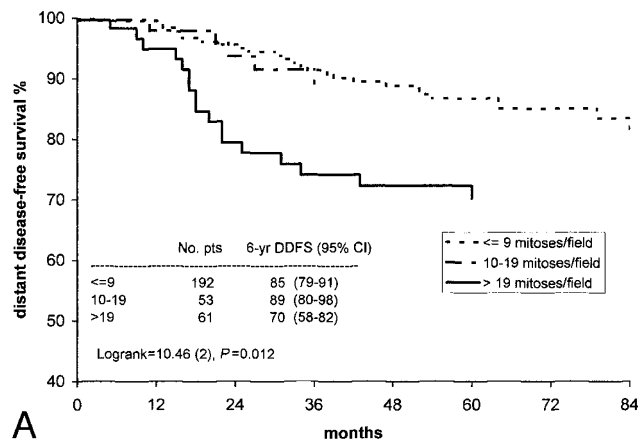 distant disease-free survival %
100
90
80
70
60
50
40
No. pts 6-yr DDFS (95% CI)
<=9 192 85 (79-91)
10-19 53 89 (80-98)
>19 61 70 (58-82)
Logrank=10.46 (2), P=0.012
<= 9 mitoses/field
10-19 mitoses/field
> 19 mitoses/field
0 12 24 36 48 60 72 84
months
A